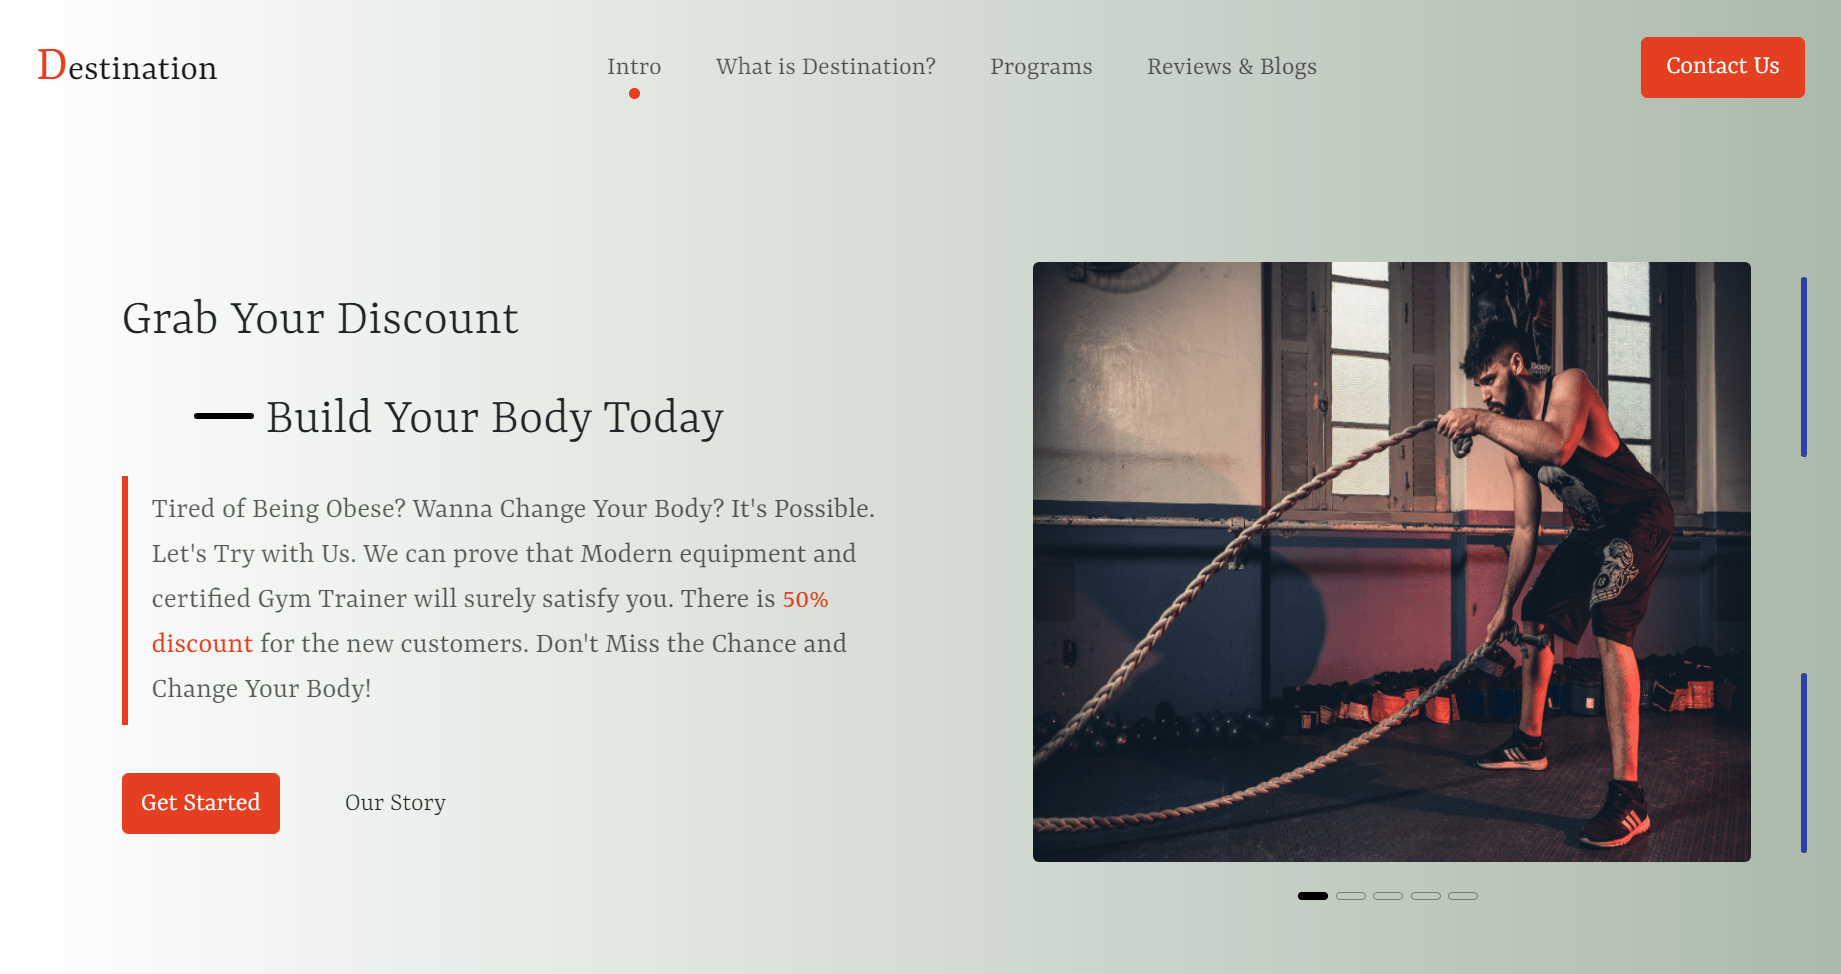 Destination
Intro
What is Destination?
Programs
Reviews & Blogs
Contact Us
Grab Your Discount
Build Your Body Today
Tired of Being Obese? Wanna Change Your Body? It's Possible.
Let's Try with Us. We can prove that Modern equipment and
certified Gym Trainer will surely satisfy you. There is 50%
discount for the new customers. Don't Miss the Chance and
Change Your Body!
Get Started
Our Story
Body